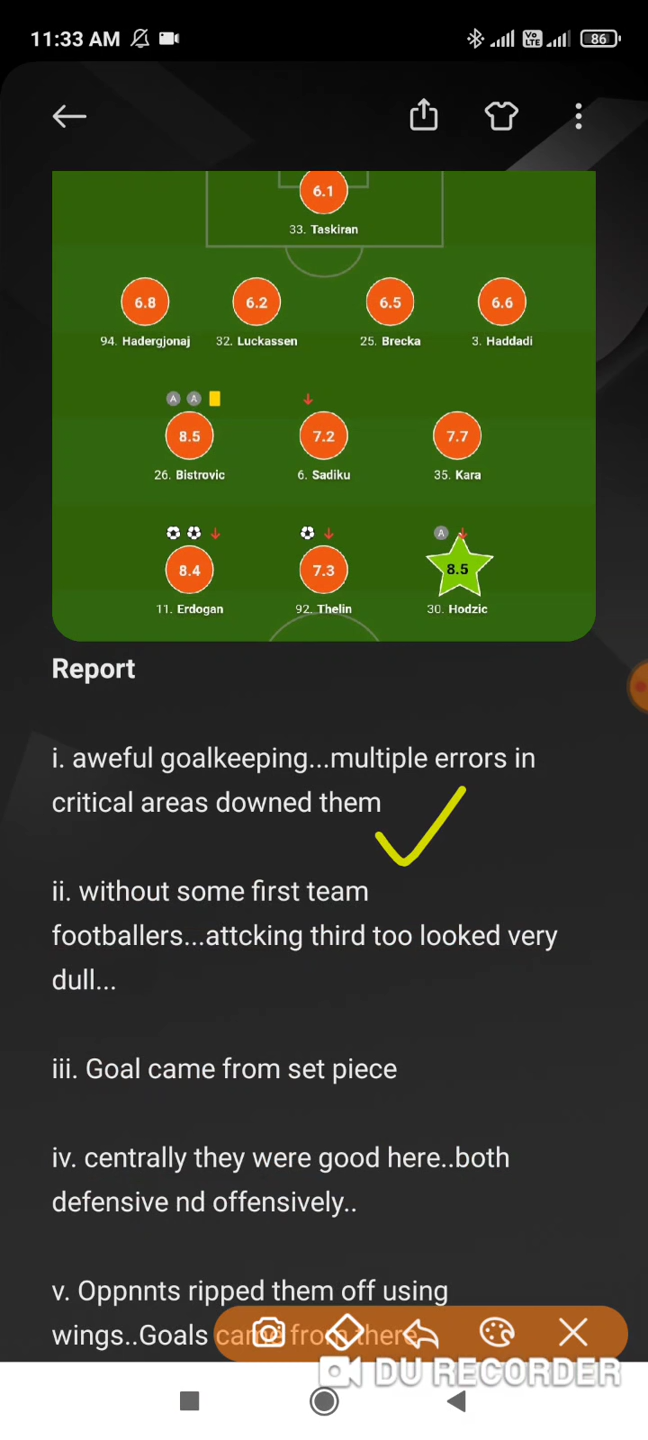 11:33 AM
Vo LTE
86
6.1
33. Taskiran
6.8 6.2 6.5 6.6
94. Hadergjonaj 32. Luckassen 25. Brecka 3. Haddadi
A A
8.5 7.2 7.7
26. Bistrovic 6. Sadiku 35. Kara
A
8.4 7.3 8.5
11. Erdogan 92. Thelin 30. Hodzic
Report
i. aweful goalkeeping...multiple errors in
critical areas downed them
ii. without some first team
footballers...attcking third too looked very
dull...
iii. Goal came from set piece
iv. centrally they were good here..both
defensive nd offensively..
v. Oppnnts ripped them off using
wings..Goals came from there
DU RECORDER